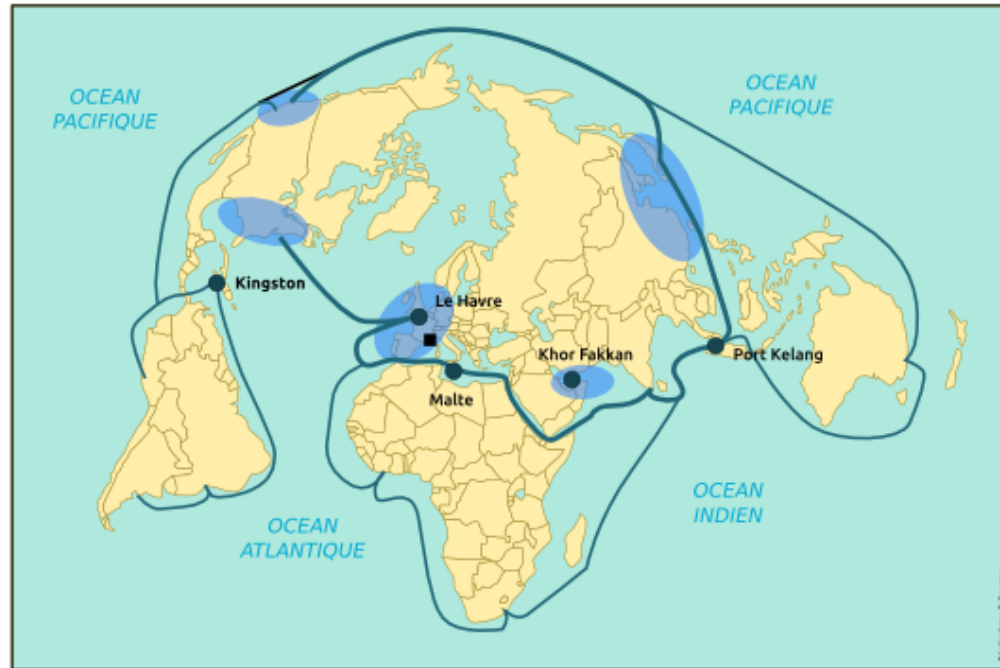 OCEAN
PACIFIQUE
OCEAN
PACIFIQUE
Kingston
Le Havre
Khor Fakkan
Port Kelang
Malte
OCEAN
INDIEN
OCEAN
ATLANTIQUE